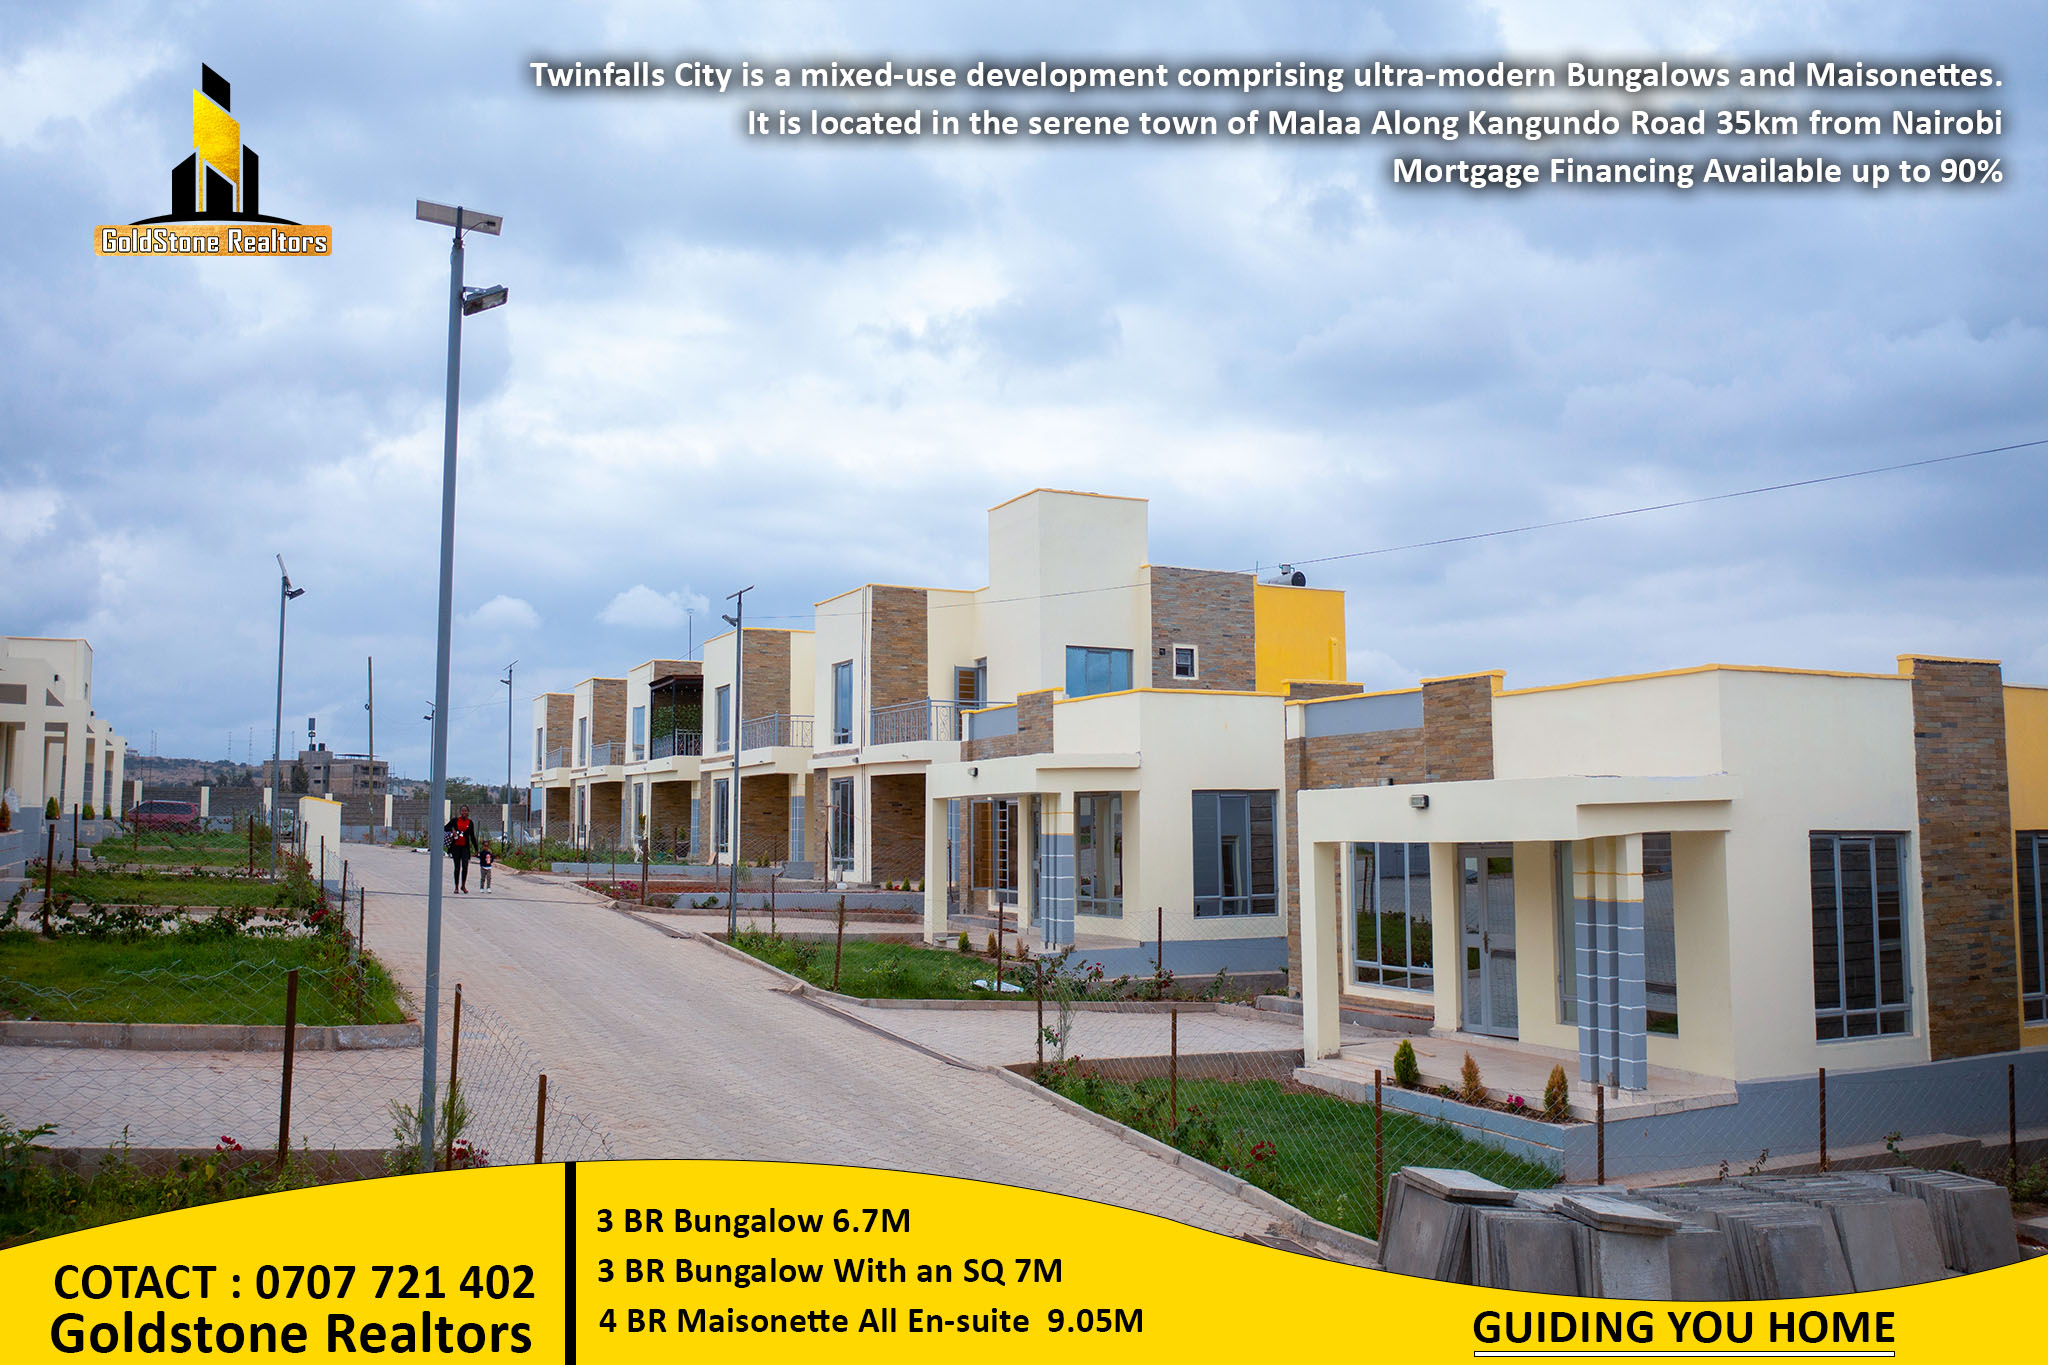 GoldStone Realtors
Twinfalls City is a mixed-use development comprising ultra-modern Bungalows and Maisonettes.
It is located in the serene town of Malaa Along Kangundo Road 35km from Nairobi
Mortgage Financing Available up to 90%
COTACT : 0707 721 402
Goldstone Realtors
3 BR Bungalow 6.7M
3 BR Bungalow With an SQ 7M
4 BR Maisonette All En-suite 9.05M
GUIDING YOU HOME